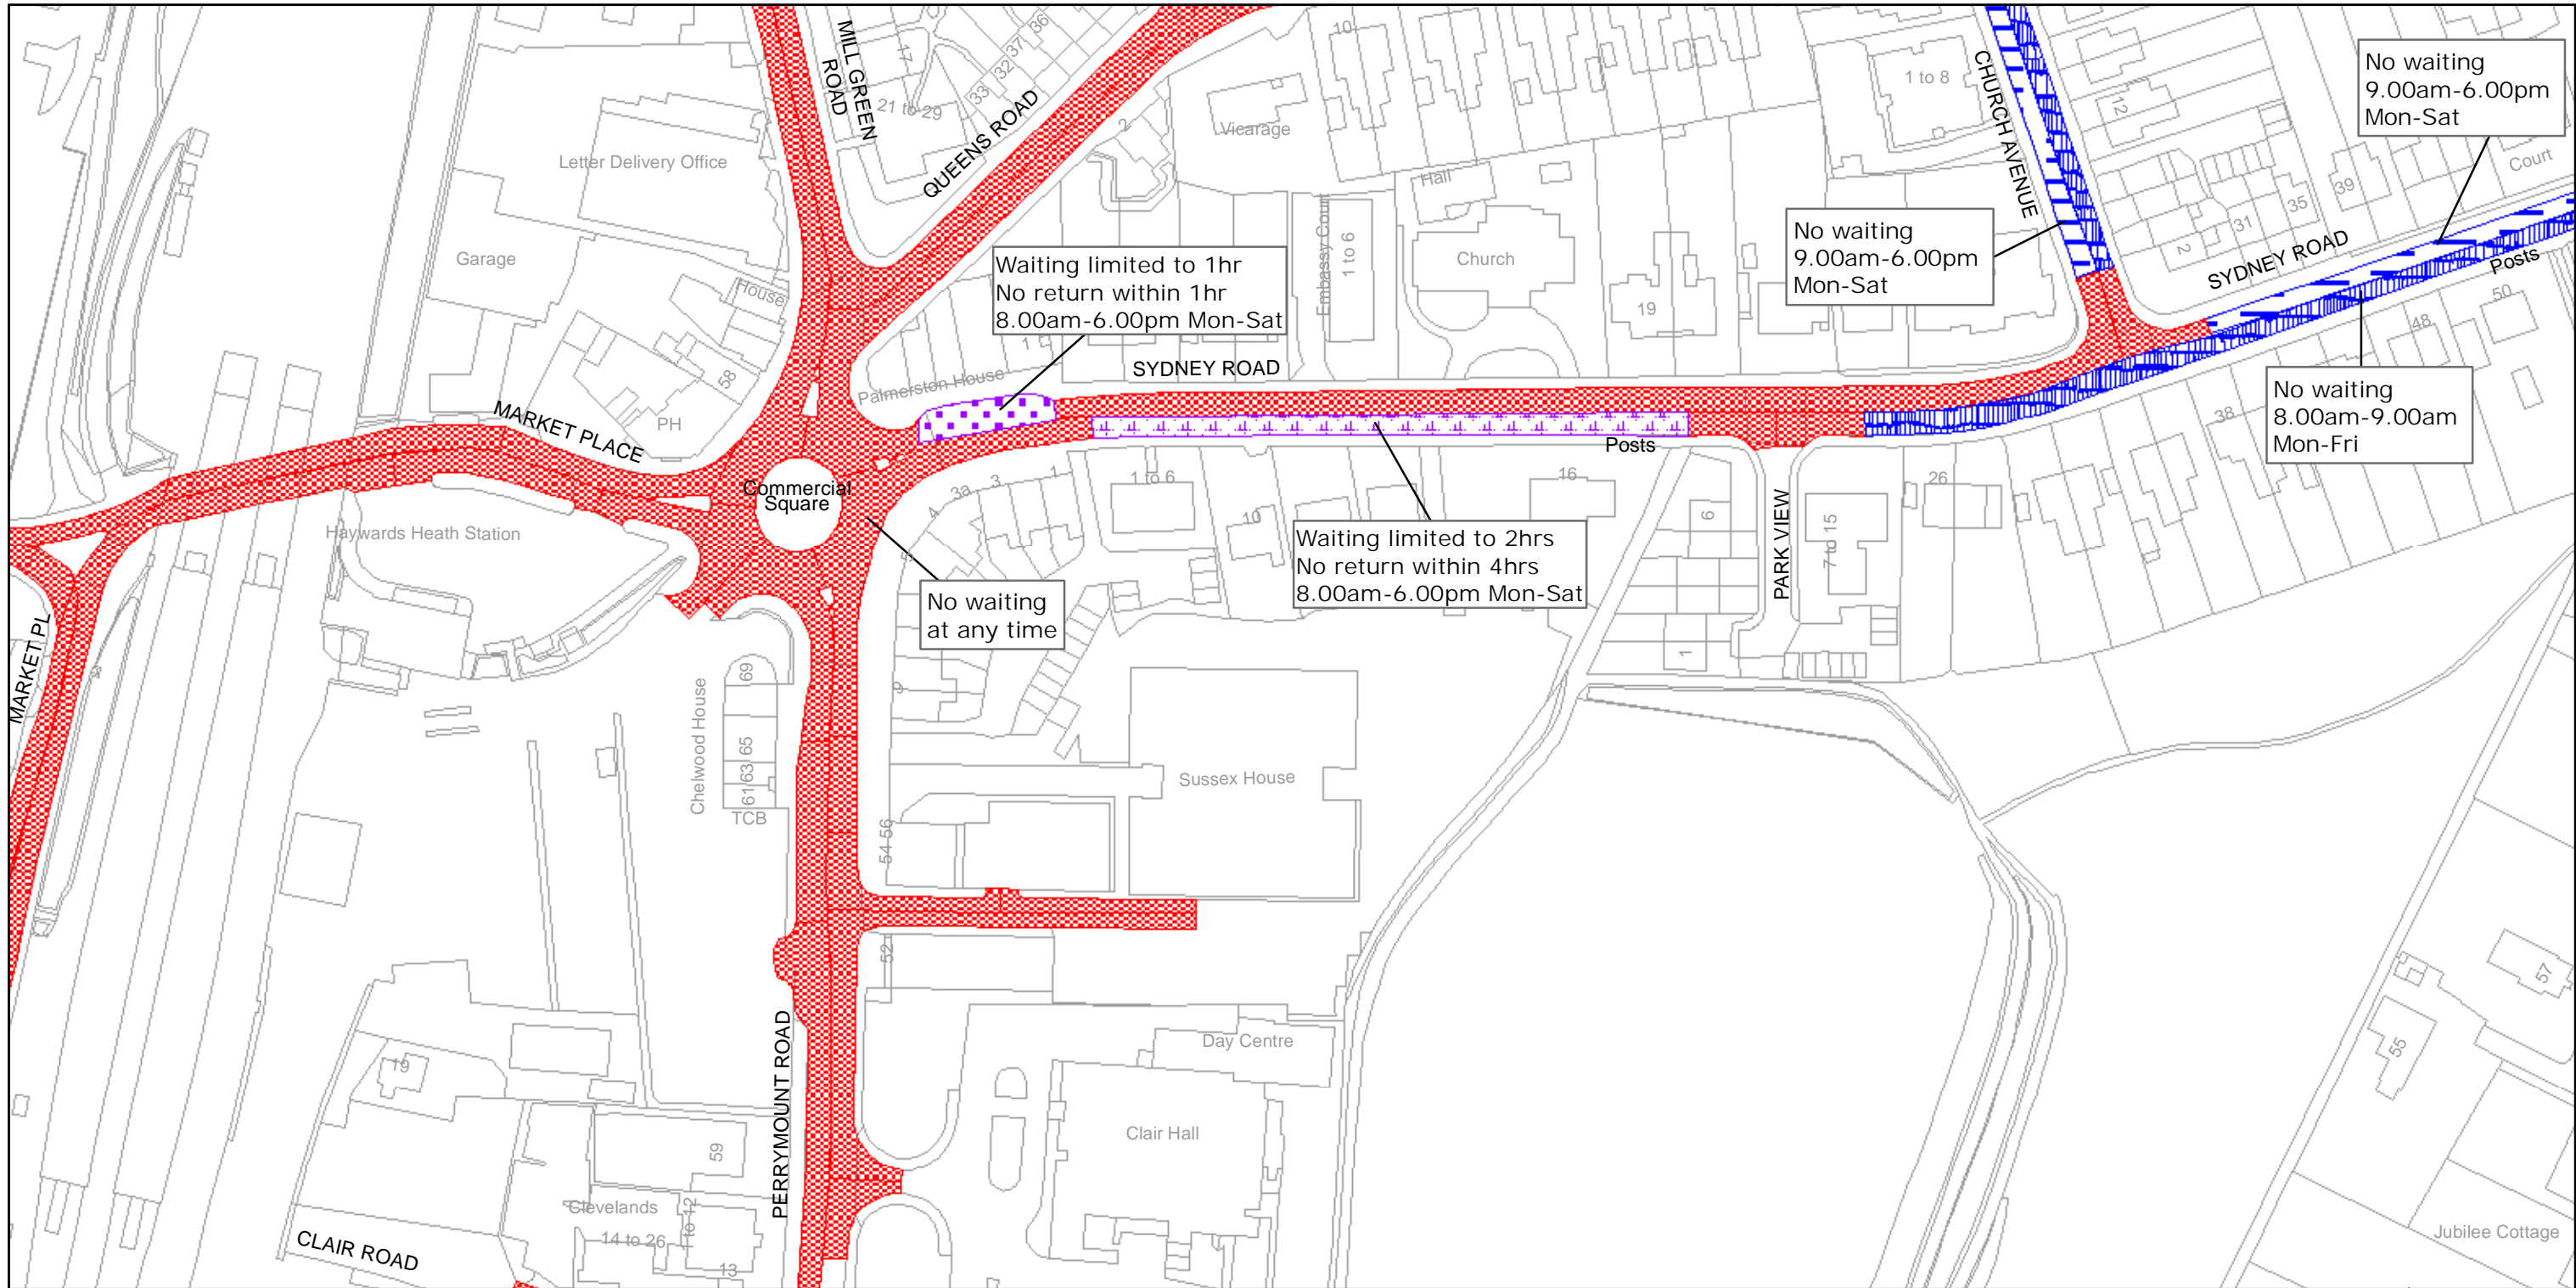 MILL GREEN
ROAD
17
36
37
32
33
21 to 29
QUEENS ROAD
2
10
Vicarage
1 to 8
CHURCH AVENUE
12
No waiting
9.00am-6.00pm
Mon-Sat
Court
Letter Delivery Office
Garage
House
58
PH
Hall
Embassy Court
1 to 6
Church
19
No waiting
9.00am-6.00pm
Mon-Sat
2
31
35
39
SYDNEY ROAD
Posts
50
48
38
Waiting limited to 1hr
No return within 1hr
8.00am-6.00pm Mon-Sat
1
Palmerston House
SYDNEY ROAD
No waiting
8.00am-9.00am
Mon-Fri
MARKET PLACE
Commercial
Square
Haywards Heath Station
Posts
1
3
3a
4
5
1 to 6
10
16
6
26
7 to 15
PARK VIEW
Waiting limited to 2hrs
No return within 4hrs
8.00am-6.00pm Mon-Sat
No waiting
at any time
MARKET PL
9
1
Chelwood House
69
65
63
61
TCB
Sussex House
54 56
52
57
55
PERRYMOUNT ROAD
Day Centre
19
Clair Hall
59
Clevelands
14 to 26
1 to 12
13
CLAIR ROAD
Jubilee Cottage